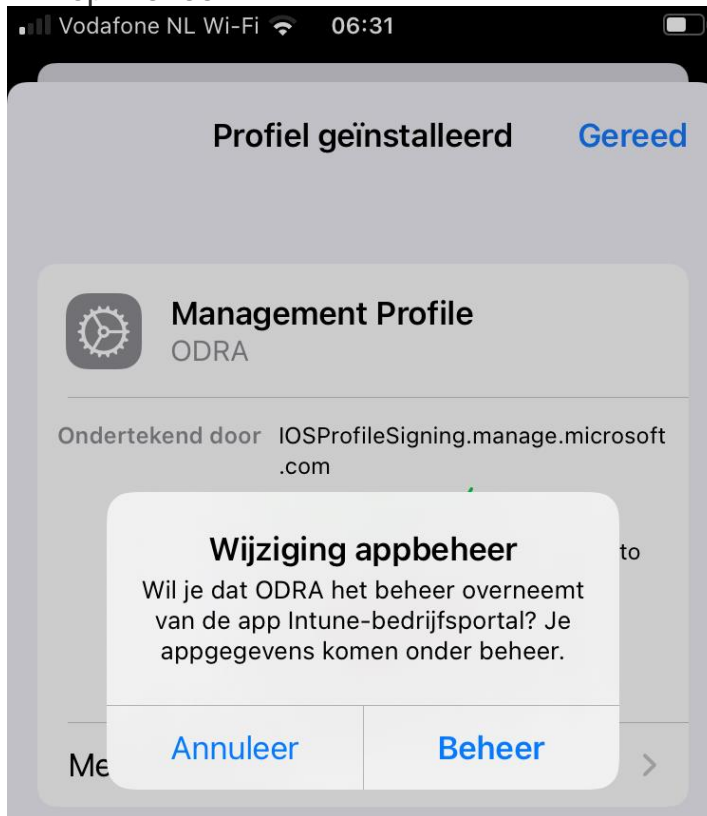 Vodafone NL Wi-Fi 06:31
Profiel geïnstalleerd Gereed
Management Profile
ODRA
Ondertekend door IOSProfileSigning.manage.microsoft
.com
to
Wijziging appbeheer
Wil je dat ODRA het beheer overneemt
van de app Intune-bedrijfsportal? Je
appgegevens komen onder beheer.
Annuleer Beheer
Me